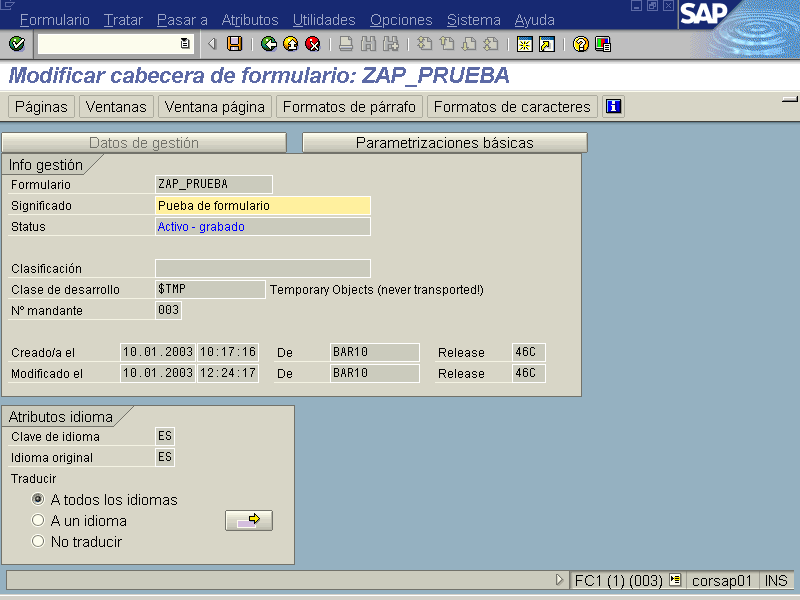 Formulario Tratar Pasar a Atributos Utilidades Opciones Sistema Ayuda
SAP
Modificar cabecera de formulario: ZAP_PRUEBA
Páginas Ventanas Ventana página Formatos de párrafo Formatos de caracteres
Datos de gestión Parametrizaciones básicas
Info gestión
Formulario ZAP_PRUEBA
Significado Pueba de formulario
Status Activo - grabado
Clasificación
Clase de desarrollo $TMP Temporary Objects (never transported!)
Nº mandante 003
Creado/a el 10.01.2003 10:17:16 De BAR10 Release 46C
Modificado el 10.01.2003 12:24:17 De BAR10 Release 46C
Atributos idioma
Clave de idioma ES
Idioma original ES
Traducir
A todos los idiomas
A un idioma
No traducir
FC1 (1) (003) corsap01 INS